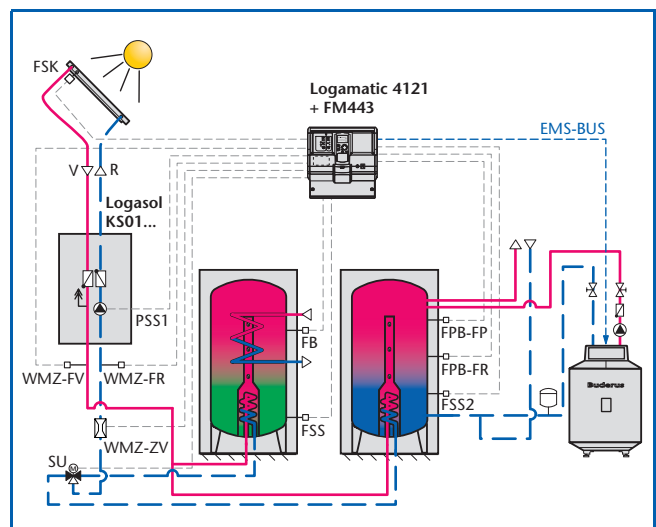 FSK
Logamatic 4121
+ FM443
EMS-BUS
V
R
Logasol
KS01...
PSS1
FB
FPB-FP
FPB-FR
WMZ-FV
WMZ-FR
Buderus
FSS
FSS2
WMZ-ZV
SU
M